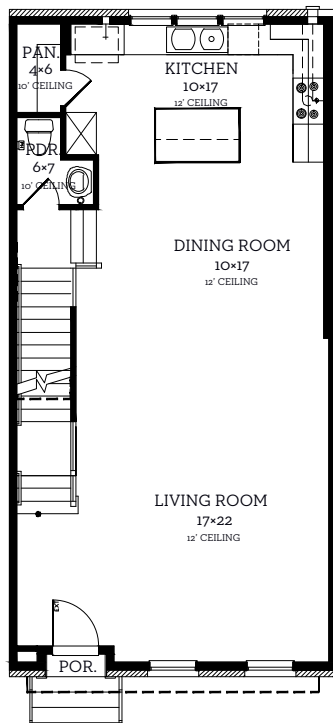 PAN.
4×6
10' CEILING
KITCHEN
10×17
12' CEILING
PDR.
6×7
10' CEILING
DINING ROOM
10×17
12' CEILING
LIVING ROOM
17×22
12' CEILING
POR.